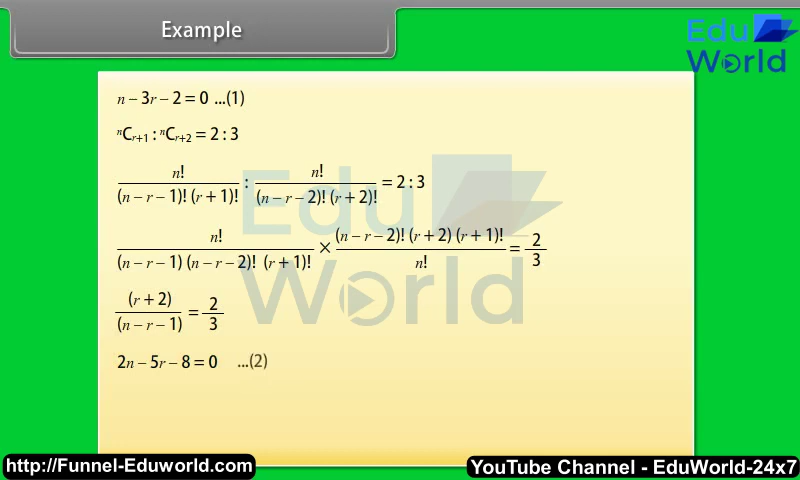 Example
Edu
World
n – 3r – 2 = 0 ...(1)
ⁿCᵣ₊₁ : ⁿCᵣ₊₂ = 2 : 3
n! / (n – r – 1)! (r + 1)! : n! / (n – r – 2)! (r + 2)! = 2 : 3
n! / (n – r – 1) (n – r – 2)! (r + 1)! × (n – r – 2)! (r + 2) (r + 1)! / n! = 2 / 3
(r + 2) / (n – r – 1) = 2 / 3
2n – 5r – 8 = 0 ...(2)
Edu
World
http://Funnel-Eduworld.com
YouTube Channel - EduWorld-24x7